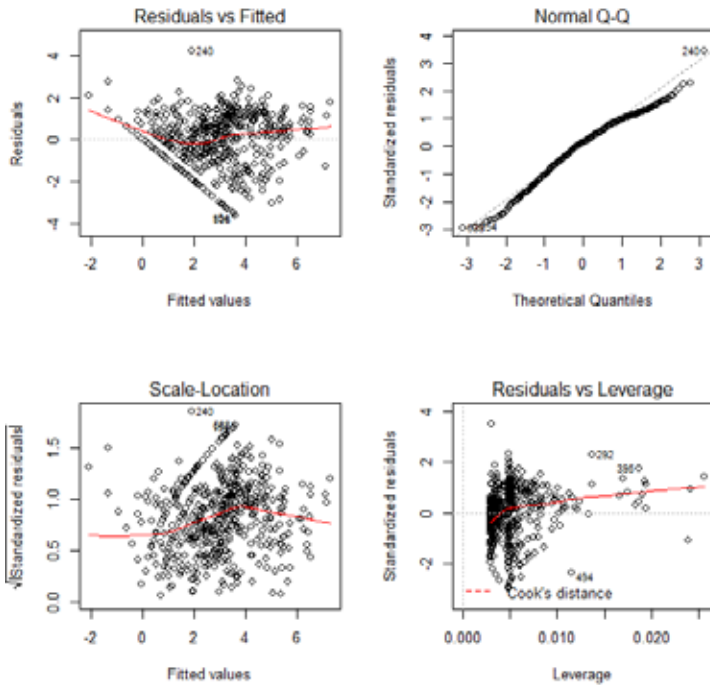 Residuals vs Fitted
Residuals
4
2
0
-2
-4
240
-2 0 2 4 6
Fitted values
Normal Q-Q
Standardized residuals
4
3
2
1
0
-1
-2
-3
240
-3 -2 -1 0 1 2 3
Theoretical Quantiles
Scale-Location
√|Standardized residuals|
1.5
1.0
0.5
0.0
240
-2 0 2 4 6
Fitted values
Residuals vs Leverage
Standardized residuals
4
2
0
-2
292
395
494
Cook's distance
0.000 0.010 0.020
Leverage